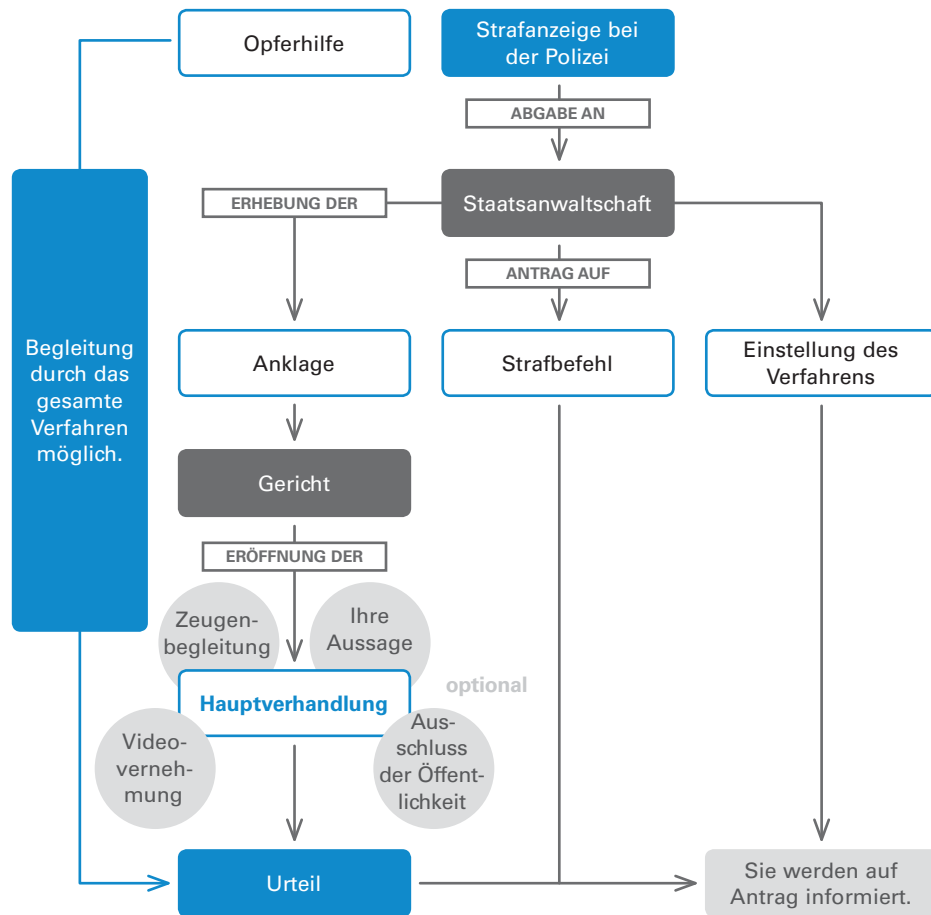 Opferhilfe
Strafanzeige bei
der Polizei
ABGABE AN
Staatsanwaltschaft
ERHEBUNG DER
ANTRAG AUF
Begleitung
durch das
gesamte
Verfahren
möglich.
Anklage
Strafbefehl
Einstellung des
Verfahrens
Gericht
ERÖFFNUNG DER
Zeugen-
begleitung
Ihre
Aussage
Hauptverhandlung
optional
Video-
verneh-
mung
Aus-
schluss
der Öffent-
lichkeit
Urteil
Sie werden auf
Antrag informiert.